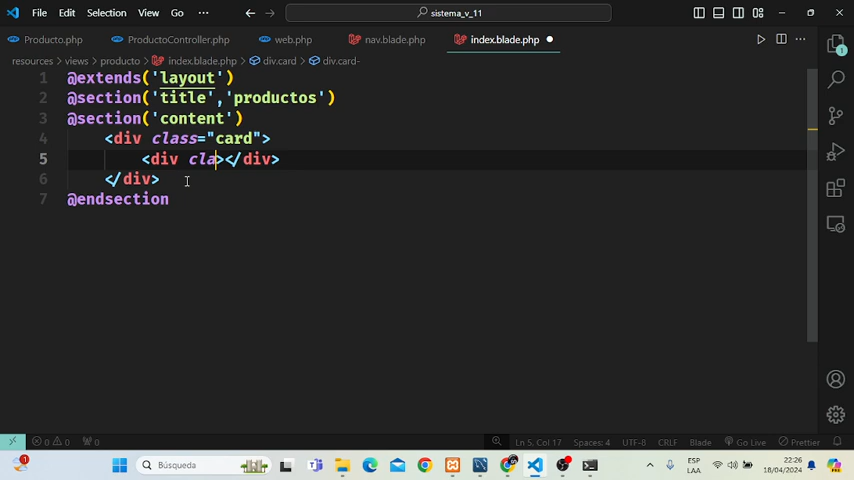 File Edit Selection View Go ··· sistema_v_11
Producto.php ProductoController.php web.php nav.blade.php index.blade.php
resources > views > producto > index.blade.php > div.card > div.card-
1 @extends('layout')
2 @section('title','productos')
3 @section('content')
4 <div class="card">
5 <div cla></div>
6 </div>
7 @endsection
0 0 0 Ln 5, Col 17 Spaces: 4 UTF-8 CRLF Blade Go Live Prettier
1 Búsqueda ESP 22:26
LAA 18/04/2024